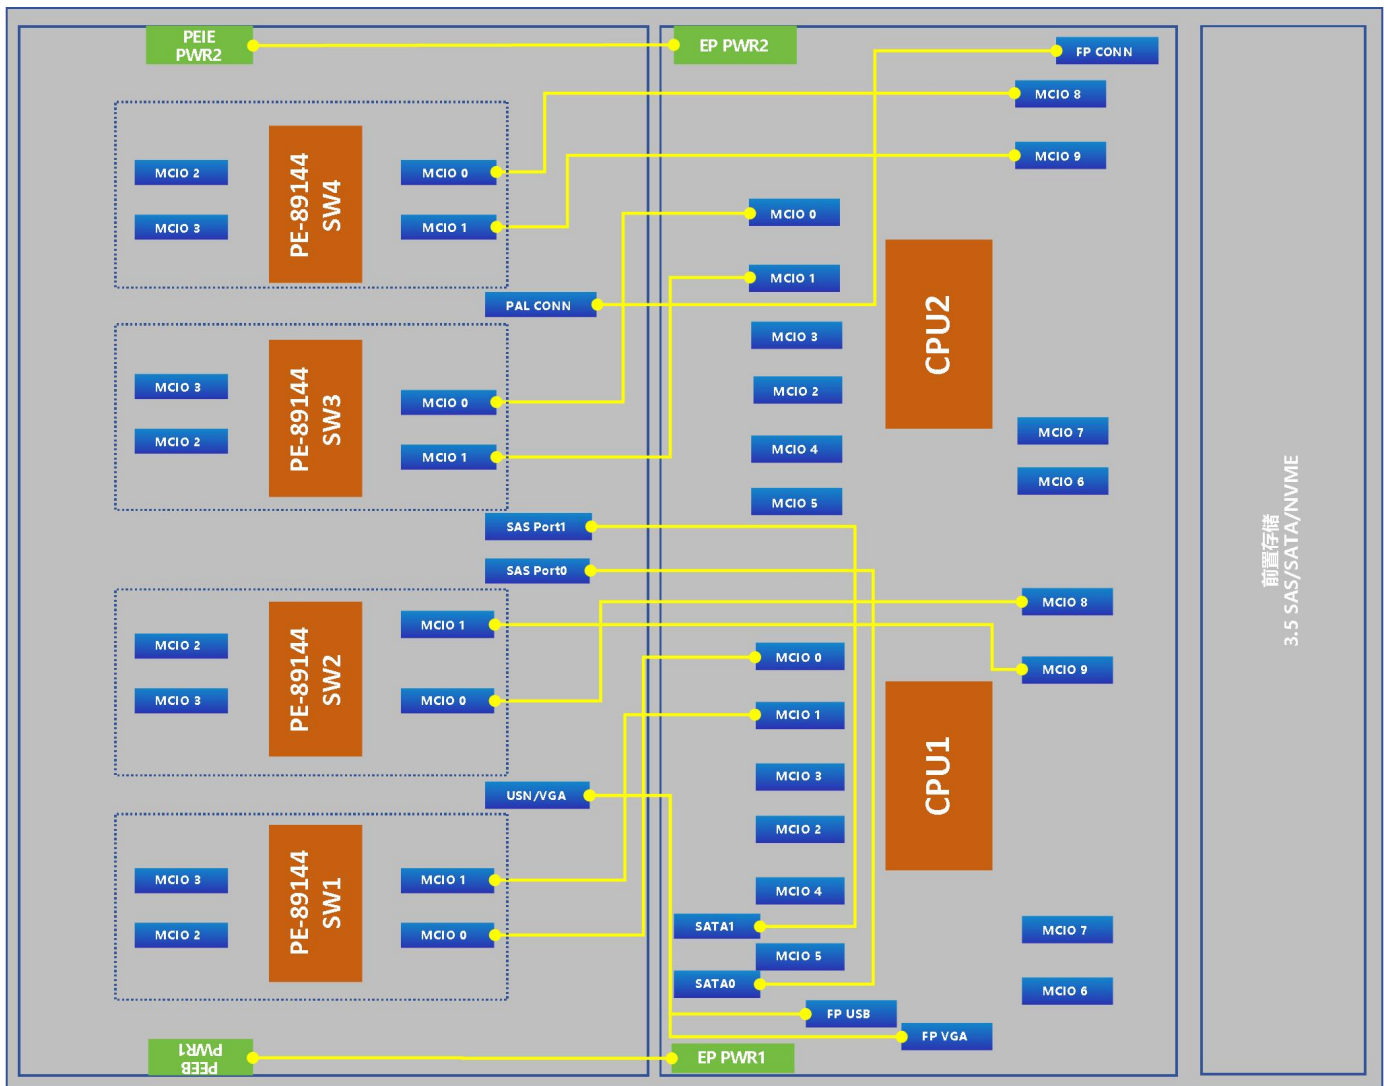 PEIE
PWR2
EP PWR2
FP CONN
MCIO 8
MCIO 9
MCIO 2
MCIO 3
PE-89144
SW4
MCIO 0
MCIO 1
MCIO 0
MCIO 1
PAL CONN
CPU2
MCIO 3
MCIO 2
MCIO 4
MCIO 5
MCIO 7
MCIO 6
MCIO 3
MCIO 2
PE-89144
SW3
MCIO 0
MCIO 1
SAS Port1
SAS Port0
前置存储
3.5 SAS/SATA/NVME
MCIO 2
MCIO 3
PE-89144
SW2
MCIO 1
MCIO 0
MCIO 8
MCIO 9
MCIO 0
MCIO 1
CPU1
MCIO 3
MCIO 2
MCIO 4
USN/VGA
MCIO 3
MCIO 2
PE-89144
SW1
MCIO 1
MCIO 0
SATA1
MCIO 5
SATA0
MCIO 7
MCIO 6
FP USB
FP VGA
PEEB
PWR1
EP PWR1